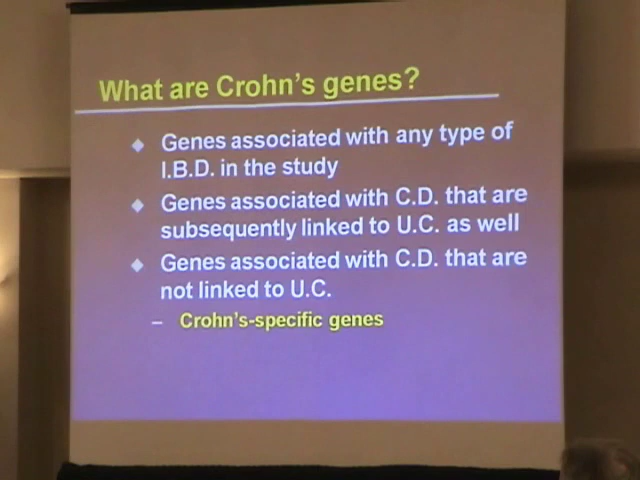 What are Crohn's genes?
◆ Genes associated with any type of
I.B.D. in the study
◆ Genes associated with C.D. that are
subsequently linked to U.C. as well
◆ Genes associated with C.D. that are
not linked to U.C.
– Crohn's-specific genes